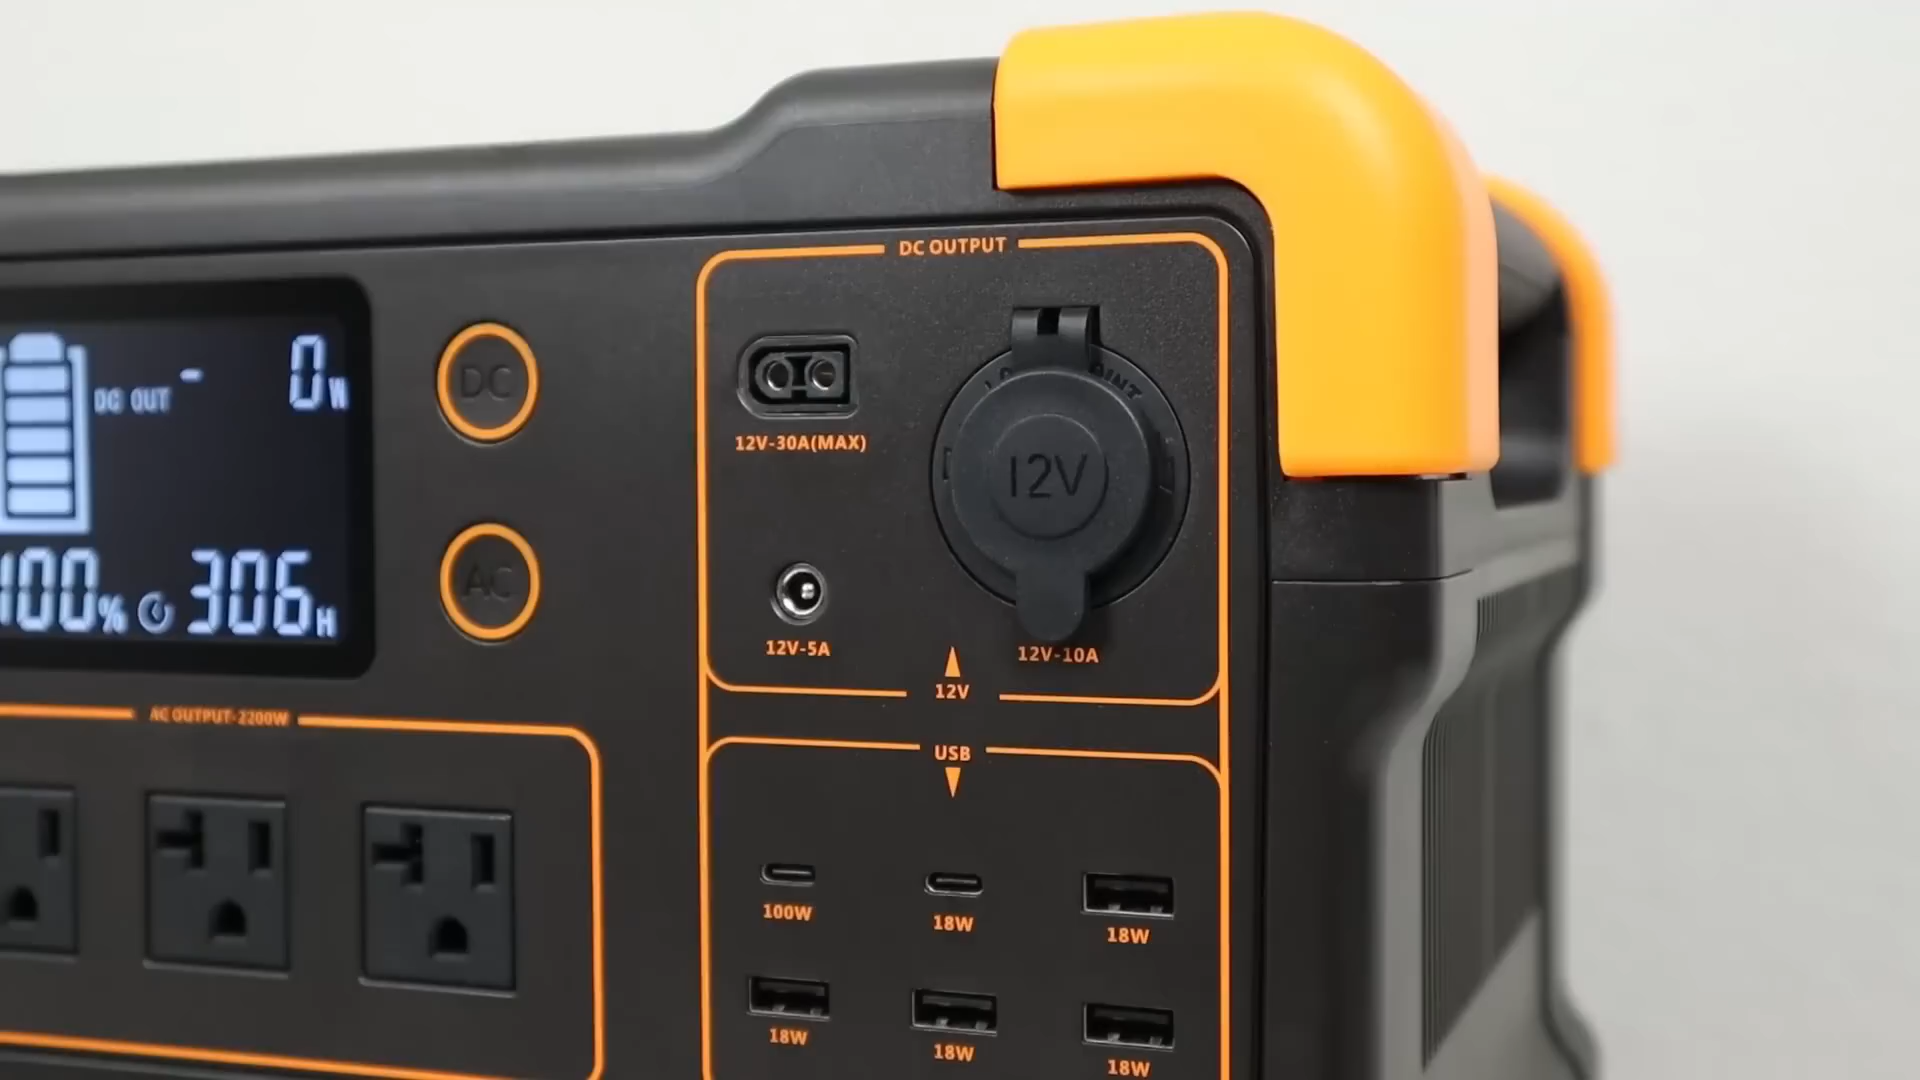 DC OUTPUT
DC OUT - 0W
DC
12V-30A(MAX)
12V
100% 306H
AC
12V-5A
12V-10A
12V
AC OUTPUT-2200W
USB
100W
18W
18W
18W
18W
18W